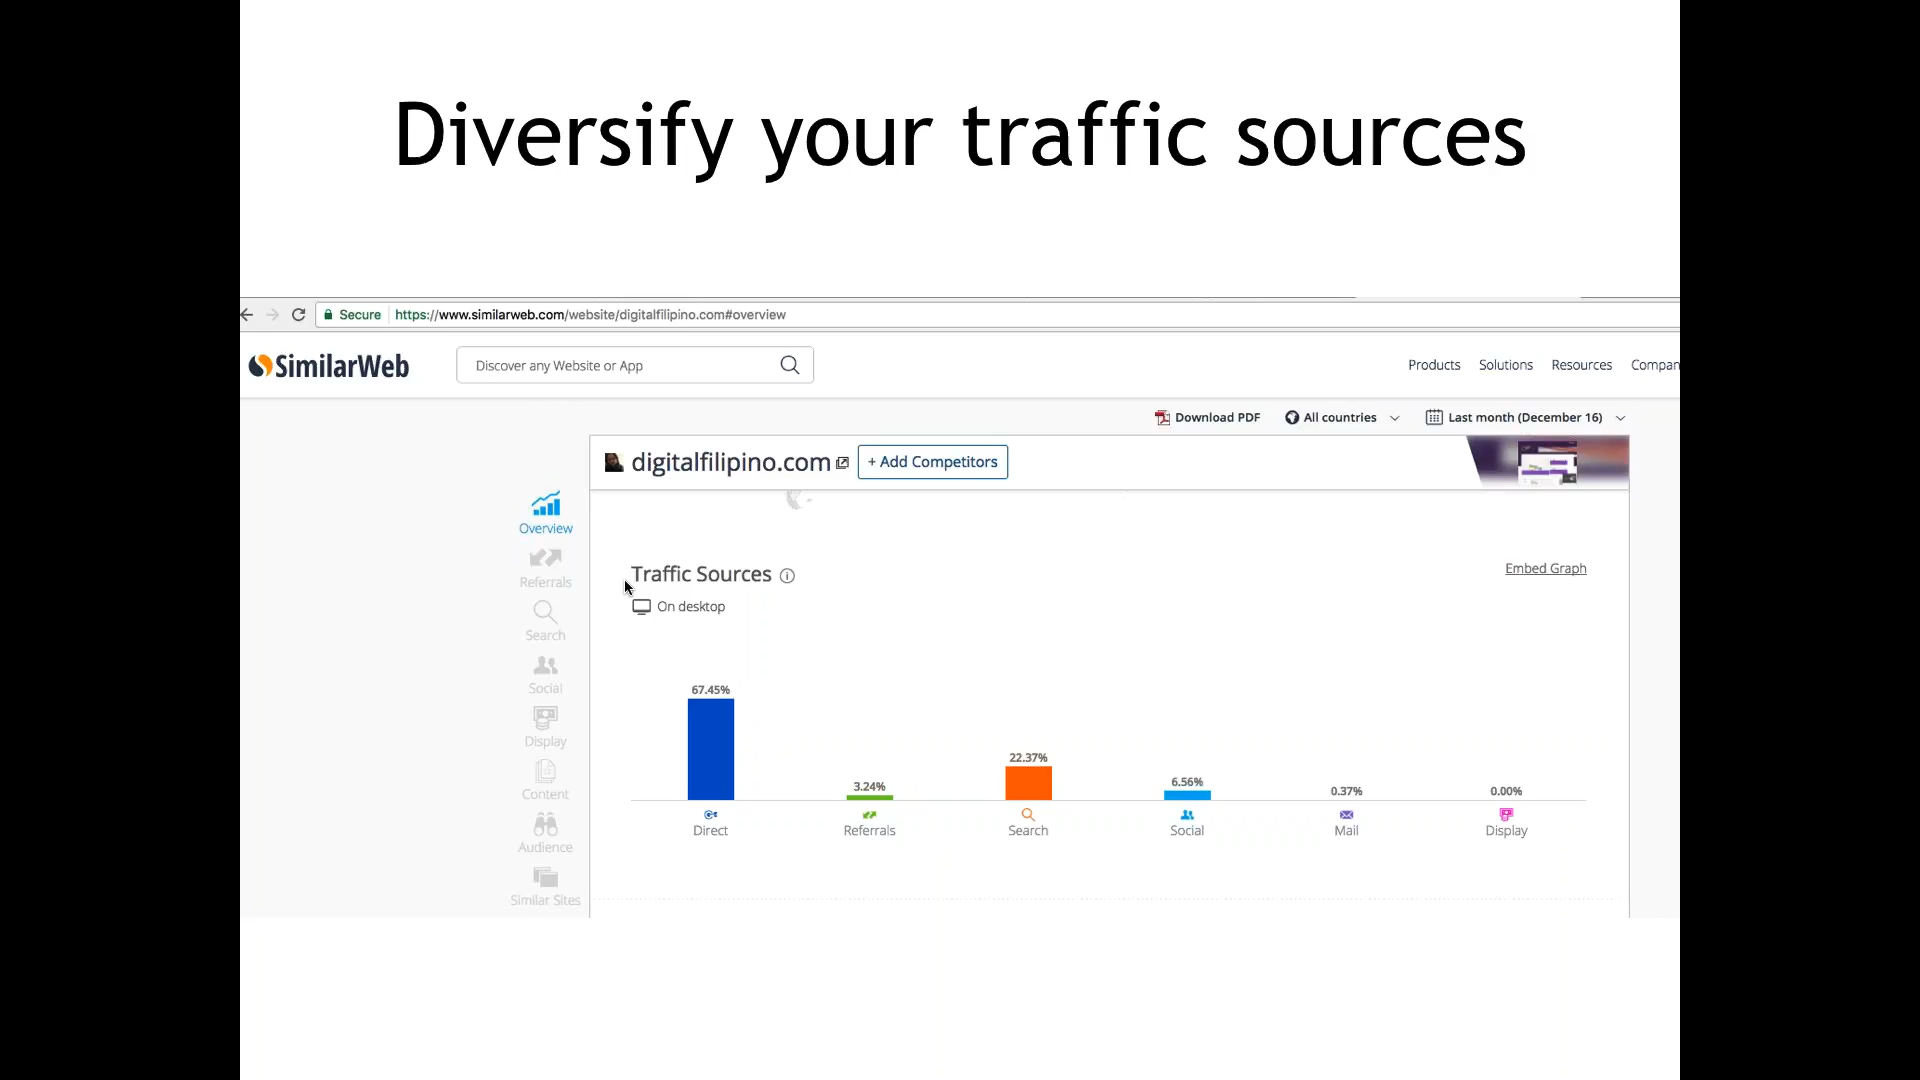 Diversify your traffic sources
Secure https://www.similarweb.com/website/digitalfilipino.com#overview
SimilarWeb
Discover any Website or App
Products Solutions Resources Compan
Download PDF All countries Last month (December 16)
digitalfilipino.com + Add Competitors
Overview
Referrals
Search
Social
Display
Content
Audience
Similar Sites
Traffic Sources
Embed Graph
On desktop
67.45% 3.24% 22.37% 6.56% 0.37% 0.00%
Direct Referrals Search Social Mail Display